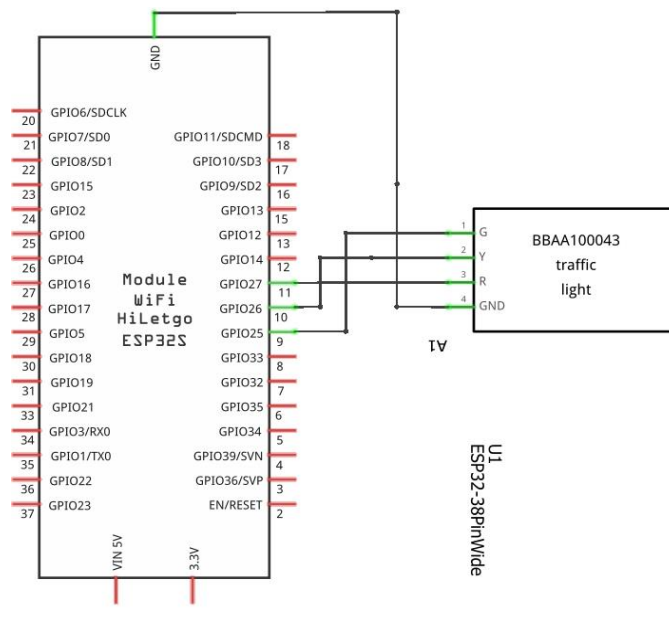 GND
GPIO6/SDCLK
20
GPIO7/SD0
21
GPIO8/SD1
22
GPIO15
23
GPIO2
24
GPIO0
25
GPIO4
26
GPIO16
27
GPIO17
28
GPIO5
29
GPIO18
30
GPIO19
31
GPIO21
33
GPIO3/RX0
34
GPIO1/TX0
35
GPIO22
36
GPIO23
37
Module
WiFi
HiLetgo
ESP32S
GPIO11/SDCMD
18
GPIO10/SD3
17
GPIO9/SD2
16
GPIO13
15
GPIO12
13
GPIO14
12
GPIO27
11
GPIO26
10
GPIO25
9
GPIO33
8
GPIO32
7
GPIO35
6
GPIO34
5
GPIO39/SVN
4
GPIO36/SVP
3
EN/RESET
2
VIN 5V
3.3V
1 G
2 Y
3 R
4 GND
BBAA100043
traffic
light
A1
U1
ESP32-38PinWide